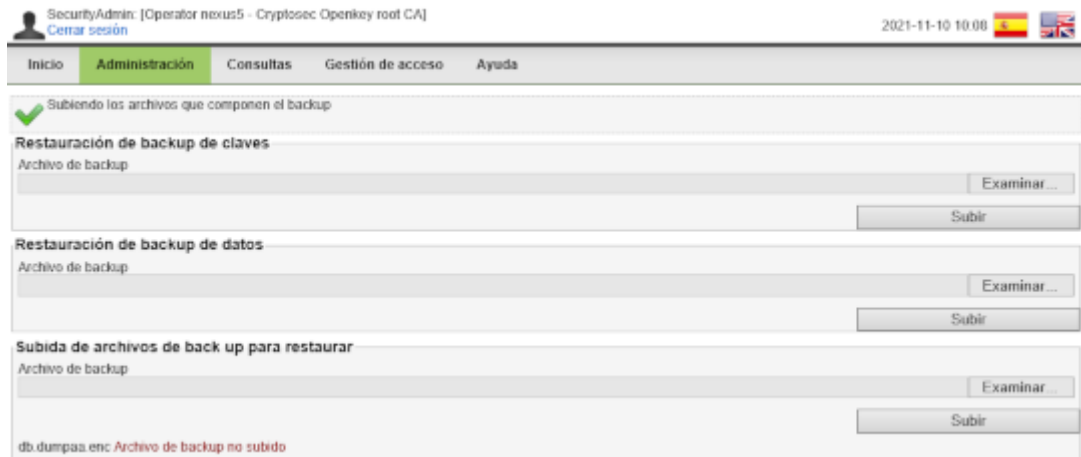 SecurityAdmin: [Operator nexus5 - Cryptosec Openkey root CA]
Cerrar sesión
2021-11-10 10:08
Inicio Administración Consultas Gestión de acceso Ayuda
Subiendo los archivos que componen el backup
Restauración de backup de claves
Archivo de backup
Examinar...
Subir
Restauración de backup de datos
Archivo de backup
Examinar...
Subir
Subida de archivos de back up para restaurar
Archivo de backup
Examinar...
Subir
db.dumpaa.enc Archivo de backup no subido